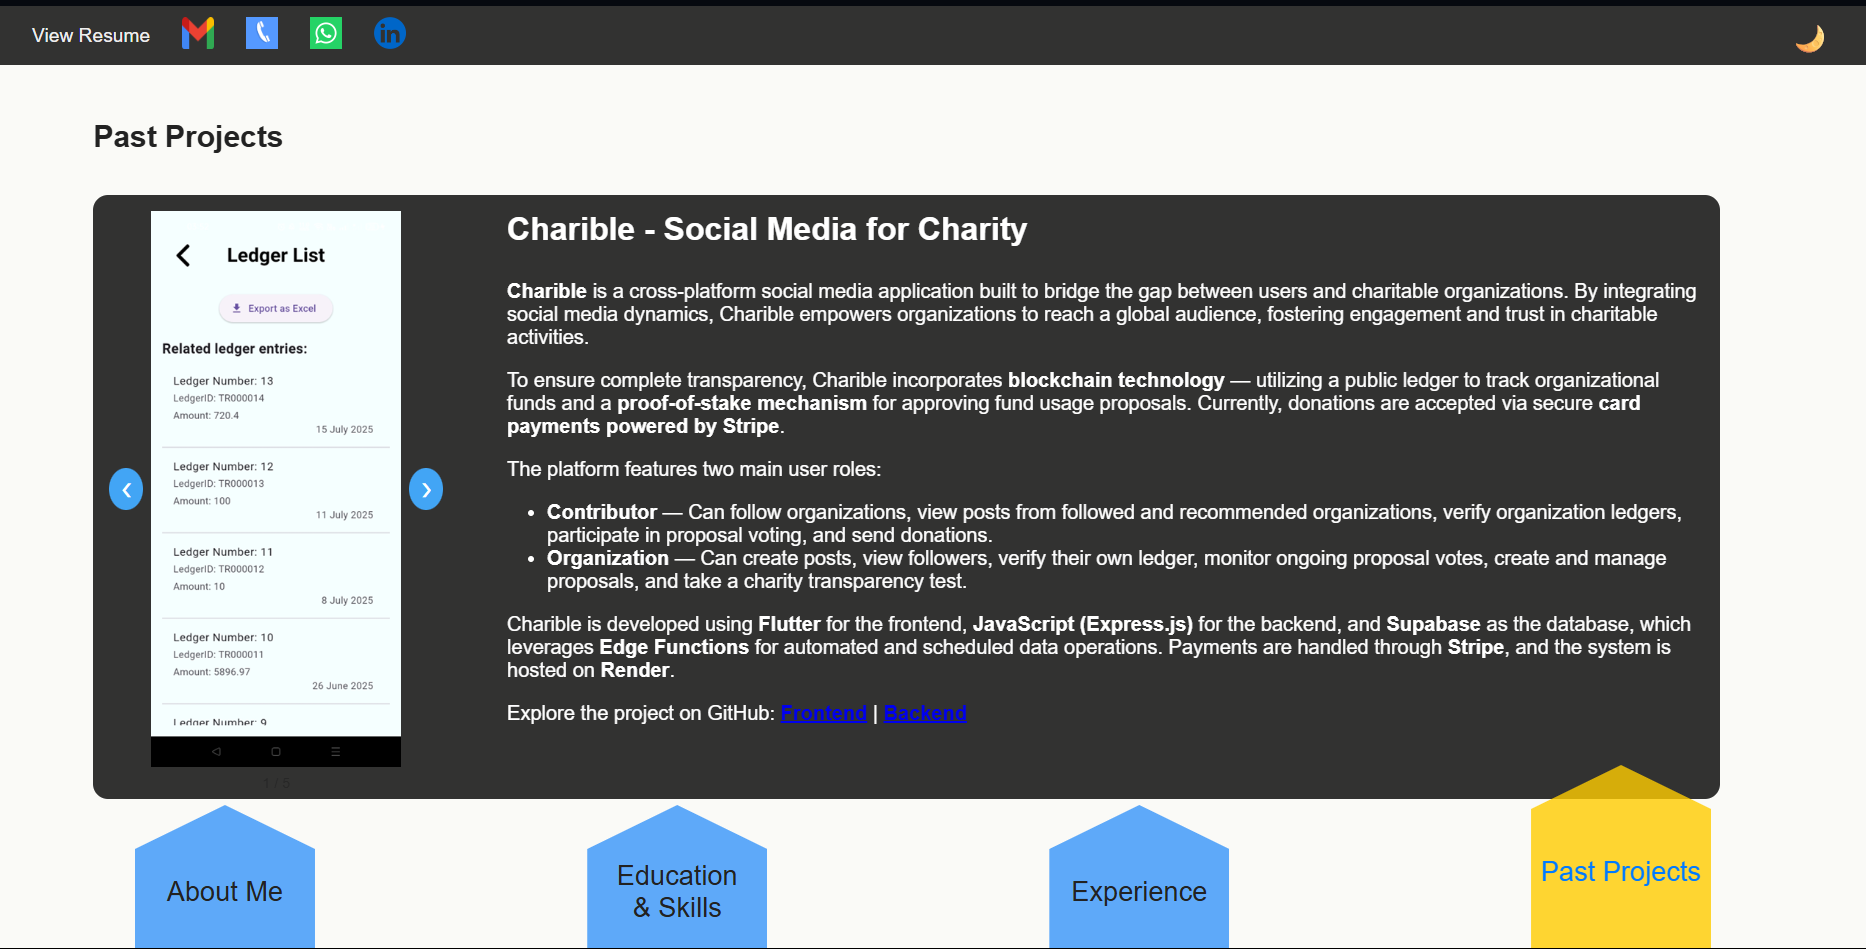 View Resume
Past Projects
Ledger List
Export as Excel
Related ledger entries:
Ledger Number: 13
LedgerID: TR000014
Amount: 720.4
15 July 2025
Ledger Number: 12
LedgerID: TR000013
Amount: 100
11 July 2025
Ledger Number: 11
LedgerID: TR000012
Amount: 10
8 July 2025
Ledger Number: 10
LedgerID: TR000011
Amount: 5896.97
26 June 2025
Ledger Number: 9
1 / 5
Charible - Social Media for Charity
Charible is a cross-platform social media application built to bridge the gap between users and charitable organizations. By integrating
social media dynamics, Charible empowers organizations to reach a global audience, fostering engagement and trust in charitable
activities.
To ensure complete transparency, Charible incorporates blockchain technology — utilizing a public ledger to track organizational
funds and a proof-of-stake mechanism for approving fund usage proposals. Currently, donations are accepted via secure card
payments powered by Stripe.
The platform features two main user roles:
• Contributor — Can follow organizations, view posts from followed and recommended organizations, verify organization ledgers,
participate in proposal voting, and send donations.
• Organization — Can create posts, view followers, verify their own ledger, monitor ongoing proposal votes, create and manage
proposals, and take a charity transparency test.
Charible is developed using Flutter for the frontend, JavaScript (Express.js) for the backend, and Supabase as the database, which
leverages Edge Functions for automated and scheduled data operations. Payments are handled through Stripe, and the system is
hosted on Render.
Explore the project on GitHub: Frontend | Backend
About Me
Education
& Skills
Experience
Past Projects